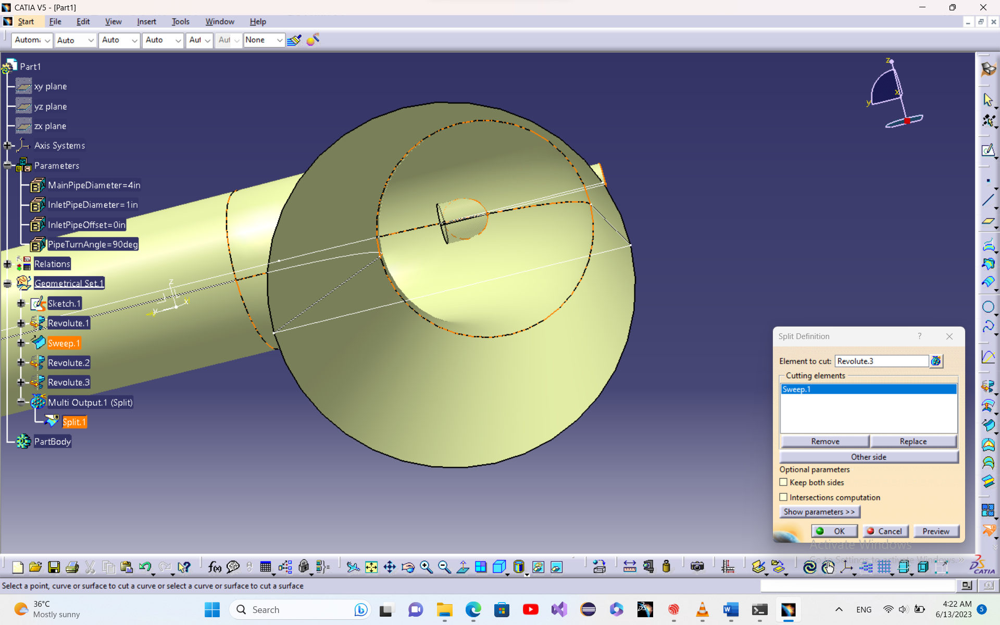 CATIA V5 - [Part1]
Start File Edit View Insert Tools Window Help
Auto Auto Auto None
Part1
xy plane
yz plane
zx plane
Axis Systems
Parameters
MainPipeDiameter=4in
InletPipeDiameter=1in
InletPipeOffset=0in
PipeTurnAngle=90deg
Relations
Geometrical Set.1
Sketch.1
Revolute.1
Sweep.1
Revolute.2
Revolute.3
Multi Output.1 (Split)
Split.1
PartBody
z
x
y
z
x
y
Split Definition ?
Element to cut: Revolute.3
Cutting elements
Sweep.1
Remove Replace
Other side
Optional parameters
Keep both sides
Intersections computation
Show parameters >>
OK Cancel Preview
Activate Windows
Go to Settings to activate Windows.
f(x)
CATIA
Select a point, curve or surface to cut a curve or select a curve or surface to cut a surface
36°C
Mostly sunny
Search
ENG
4:22 AM
6/13/2023
5